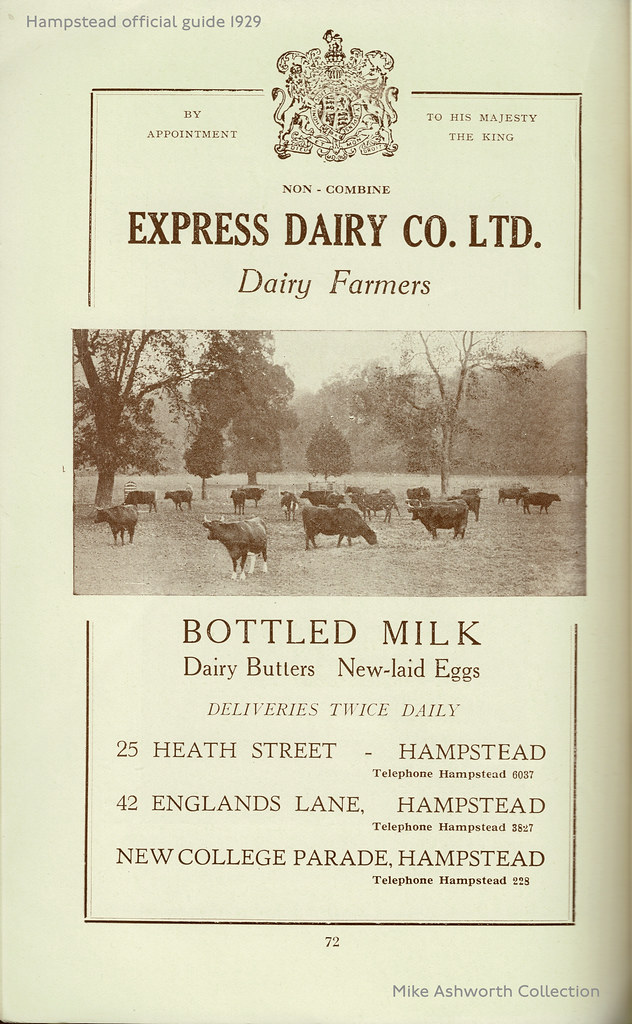 Hampstead official guide 1929
BY
APPOINTMENT
TO HIS MAJESTY
THE KING
NON - COMBINE
EXPRESS DAIRY CO. LTD.
Dairy Farmers
BOTTLED MILK
Dairy Butters New-laid Eggs
DELIVERIES TWICE DAILY
25 HEATH STREET - HAMPSTEAD
Telephone Hampstead 6037
42 ENGLANDS LANE, HAMPSTEAD
Telephone Hampstead 3827
NEW COLLEGE PARADE, HAMPSTEAD
Telephone Hampstead 228
72
Mike Ashworth Collection